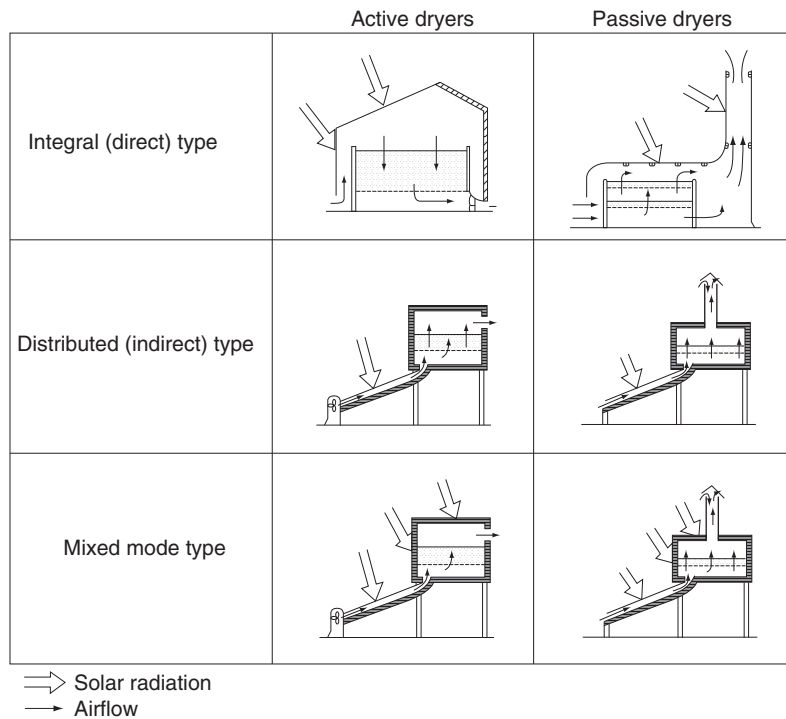 Active dryers
Passive dryers
Integral (direct) type
Distributed (indirect) type
Mixed mode type
Solar radiation
Airflow